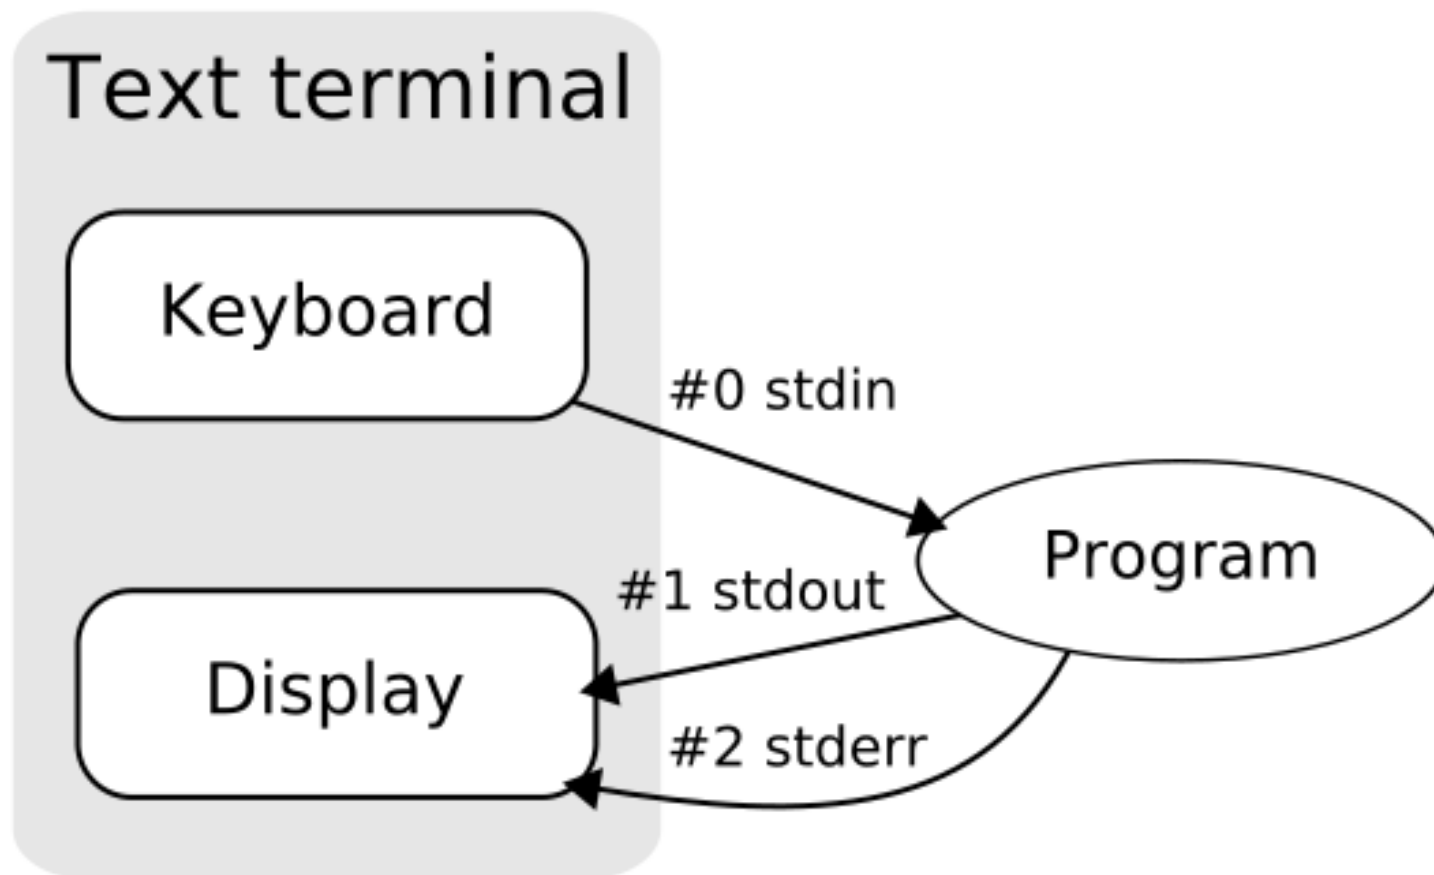 Text terminal
Keyboard
#0 stdin
Program
#1 stdout
Display
#2 stderr